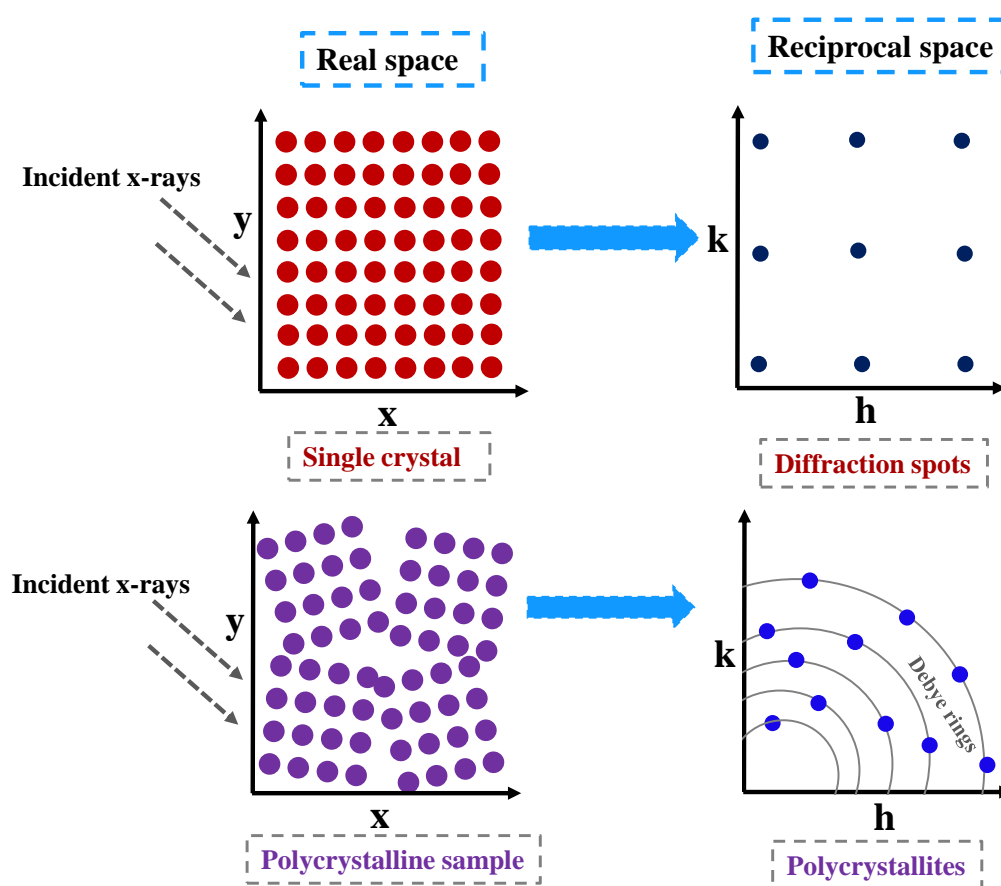 Real space
Reciprocal space
Incident x-rays
y
x
k
h
Single crystal
Diffraction spots
Incident x-rays
y
x
k
h
Debye rings
Polycrystalline sample
Polycrystallites